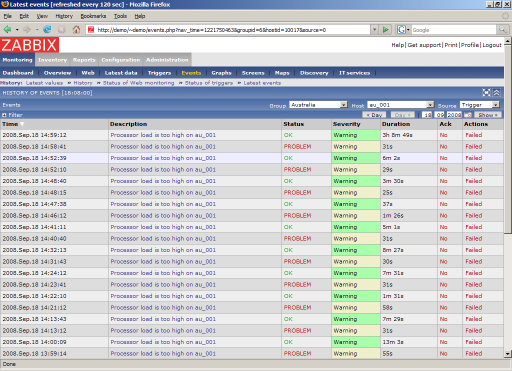 Latest events [refreshed every 120 sec] - Mozilla Firefox
File Edit View History Bookmarks Tools Help
http://demo/~demo/events.php?nav_time=1221750463&groupid=6&hostid=10017&source=0
Google
ZABBIX
Help | Get support | Print | Profile | Logout
Monitoring Inventory Reports Configuration Administration
Dashboard Overview Web Latest data Triggers Events Graphs Screens Maps Discovery IT services
History: Latest values » History » Status of Web monitoring » Status of triggers » Latest events
HISTORY OF EVENTS [18:08:00]
Events Group Australia Host au_001 Source Trigger
Filter « Day Day » 18 09 2008 Show »
Time Description Status Severity Duration Ack Actions
2008.Sep.18 14:59:12 Processor load is too high on au_001 OK Warning 3h 8m 49s No Failed
2008.Sep.18 14:58:41 Processor load is too high on au_001 PROBLEM Warning 31s No Failed
2008.Sep.18 14:52:39 Processor load is too high on au_001 OK Warning 6m 2s No Failed
2008.Sep.18 14:52:10 Processor load is too high on au_001 PROBLEM Warning 29s No Failed
2008.Sep.18 14:48:40 Processor load is too high on au_001 OK Warning 3m 30s No Failed
2008.Sep.18 14:48:15 Processor load is too high on au_001 PROBLEM Warning 25s No Failed
2008.Sep.18 14:47:38 Processor load is too high on au_001 OK Warning 37s No Failed
2008.Sep.18 14:46:12 Processor load is too high on au_001 PROBLEM Warning 1m 26s No Failed
2008.Sep.18 14:41:11 Processor load is too high on au_001 OK Warning 5m 1s No Failed
2008.Sep.18 14:40:40 Processor load is too high on au_001 PROBLEM Warning 31s No Failed
2008.Sep.18 14:32:13 Processor load is too high on au_001 OK Warning 8m 27s No Failed
2008.Sep.18 14:31:43 Processor load is too high on au_001 PROBLEM Warning 30s No Failed
2008.Sep.18 14:24:12 Processor load is too high on au_001 OK Warning 7m 31s No Failed
2008.Sep.18 14:23:41 Processor load is too high on au_001 PROBLEM Warning 31s No Failed
2008.Sep.18 14:22:10 Processor load is too high on au_001 OK Warning 1m 31s No Failed
2008.Sep.18 14:21:12 Processor load is too high on au_001 PROBLEM Warning 58s No Failed
2008.Sep.18 14:13:43 Processor load is too high on au_001 OK Warning 7m 29s No Failed
2008.Sep.18 14:13:12 Processor load is too high on au_001 PROBLEM Warning 31s No Failed
2008.Sep.18 14:00:09 Processor load is too high on au_001 OK Warning 13m 3s No Failed
2008.Sep.18 13:59:14 Processor load is too high on au_001 PROBLEM Warning 55s No Failed
Done